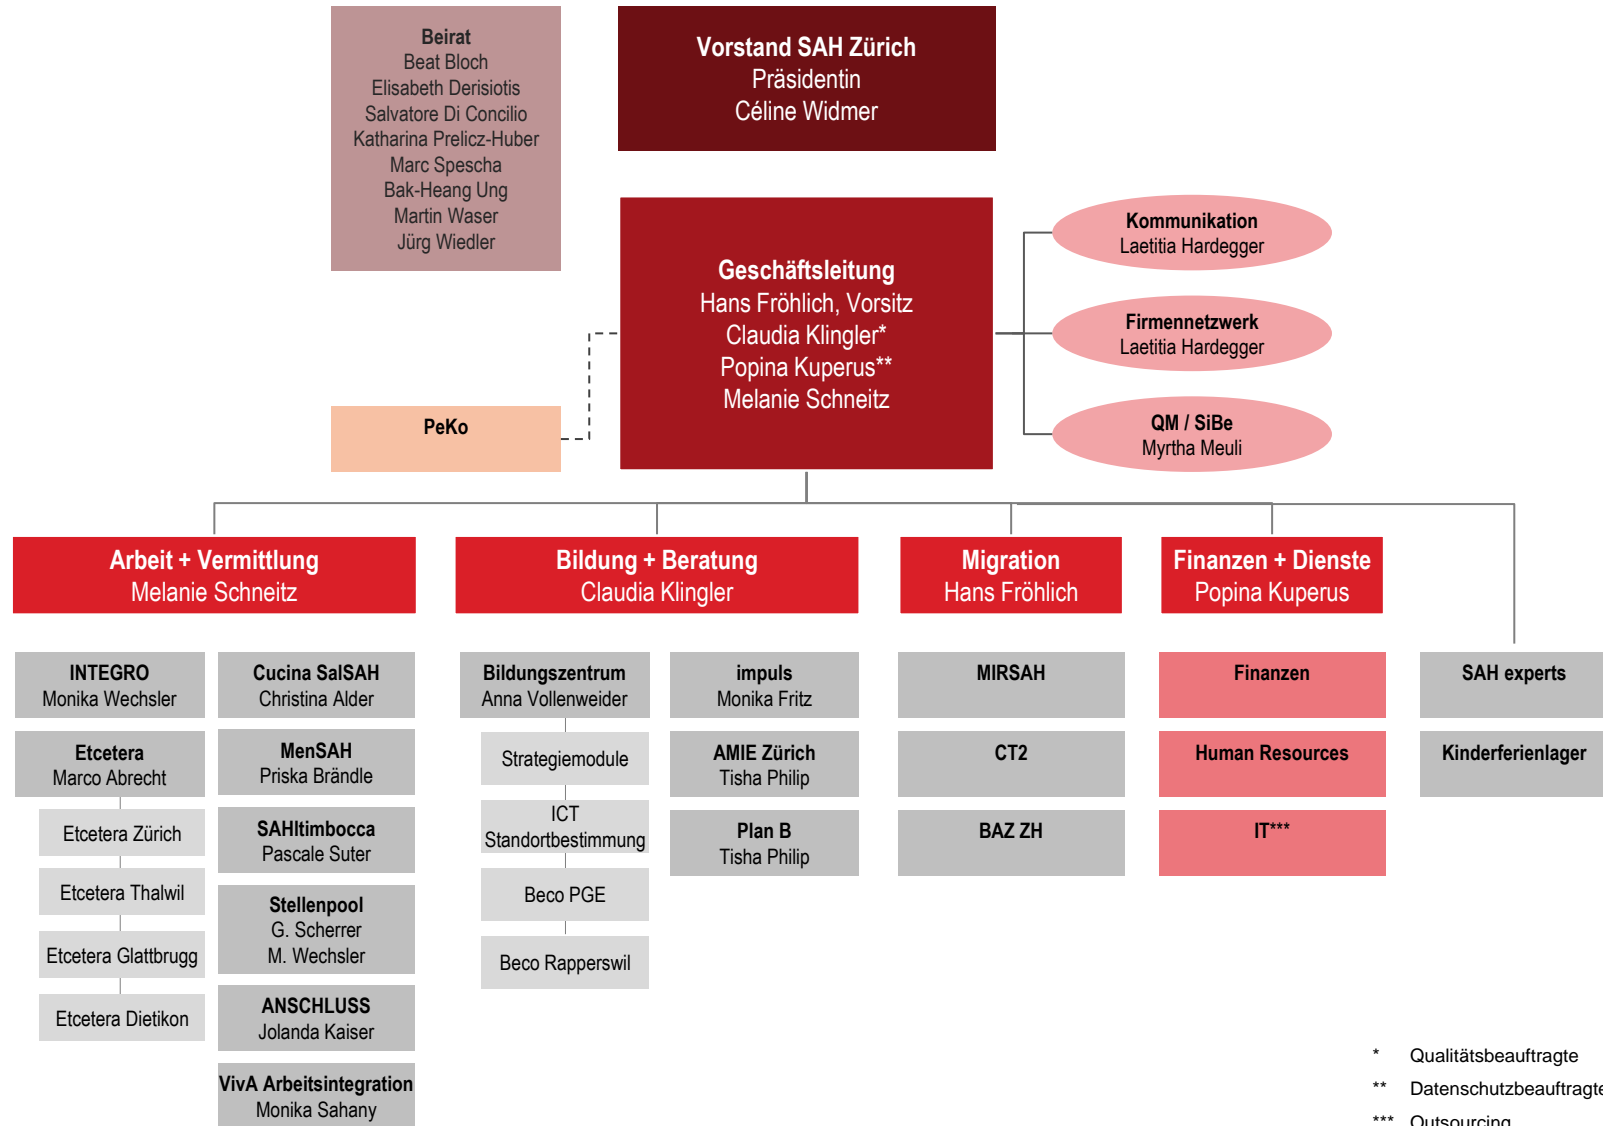 Beirat
Beat Bloch
Elisabeth Derisiotis
Salvatore Di Concilio
Katharina Prelicz-Huber
Marc Spescha
Bak-Heang Ung
Martin Waser
Jürg Wiedler
Vorstand SAH Zürich
Präsidentin
Céline Widmer
Geschäftsleitung
Hans Fröhlich, Vorsitz
Claudia Klingler*
Popina Kuperus**
Melanie Schneitz
Kommunikation
Laetitia Hardegger
Firmennetzwerk
Laetitia Hardegger
QM / SiBe
Myrtha Meuli
PeKo
Arbeit + Vermittlung
Melanie Schneitz
Bildung + Beratung
Claudia Klingler
Migration
Hans Fröhlich
Finanzen + Dienste
Popina Kuperus
INTEGRO
Monika Wechsler
Etcetera
Marco Abrecht
Etcetera Zürich
Etcetera Thalwil
Etcetera Glattbrugg
Etcetera Dietikon
Cucina SalSAH
Christina Alder
MenSAH
Priska Brändle
SAHltimbocca
Pascale Suter
Stellenpool
G. Scherrer
M. Wechsler
ANSCHLUSS
Jolanda Kaiser
VivA Arbeitsintegration
Monika Sahany
Bildungszentrum
Anna Vollenweider
Strategiemodule
ICT
Standortbestimmung
Beco PGE
Beco Rapperswil
impuls
Monika Fritz
AMIE Zürich
Tisha Philip
Plan B
Tisha Philip
MIRSAH
CT2
BAZ ZH
Finanzen
Human Resources
IT***
SAH experts
Kinderferienlager
* Qualitätsbeauftragte
** Datenschutzbeauftragte
*** Outsourcing